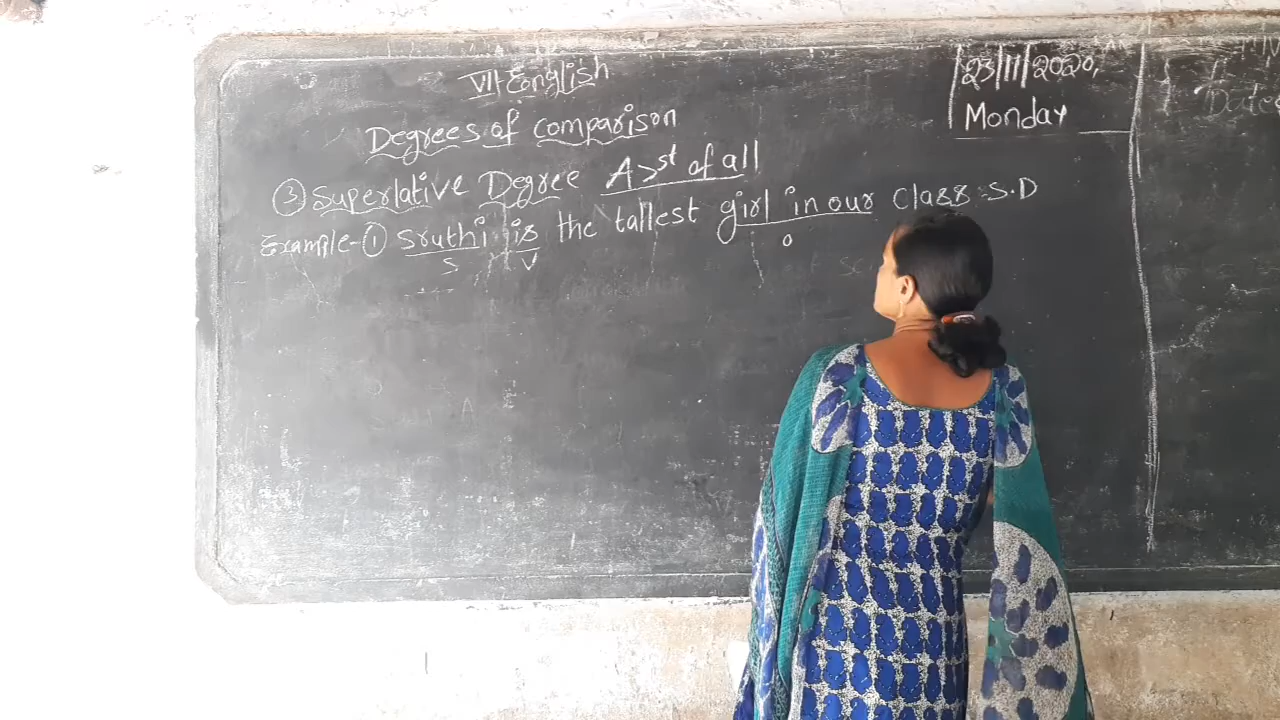 VII English
23/11/2020,
Monday
Degrees of comparison
③ Superlative Degree A>st of all
Example-① Sruthi is the tallest girl in our Class. S.D
S V O
Date